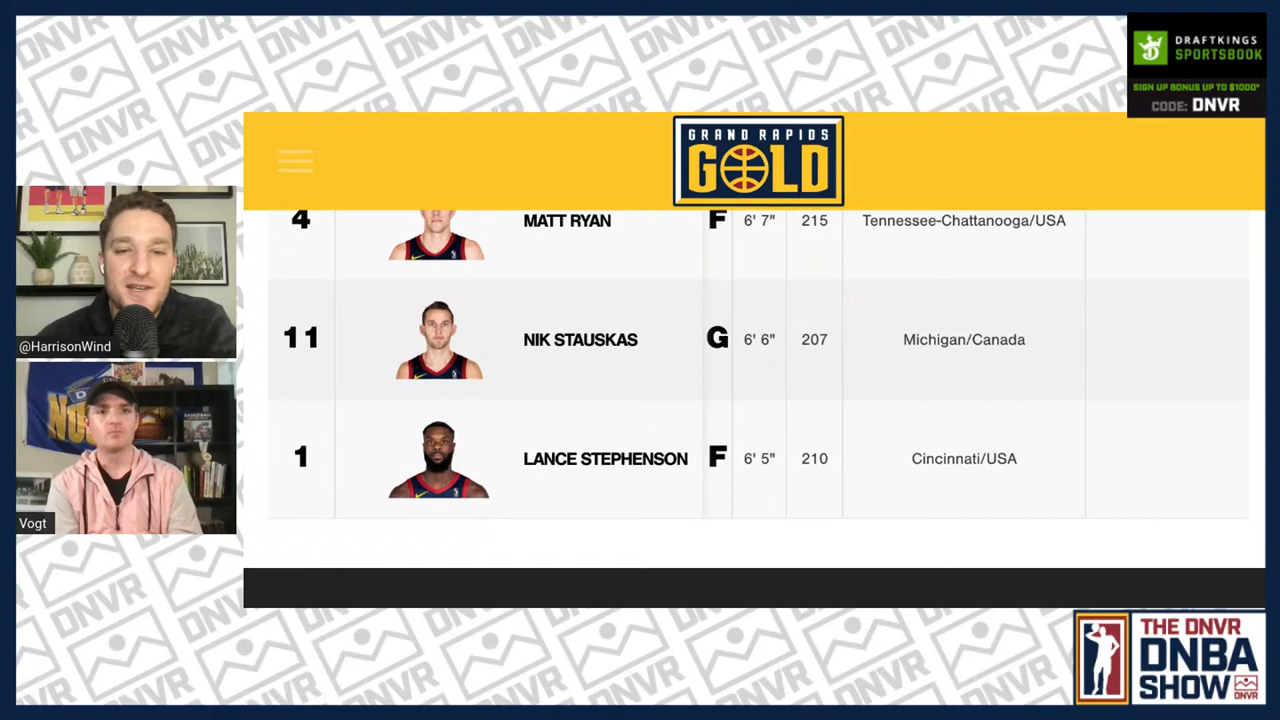 DRAFTKINGS
SPORTSBOOK
SIGN UP BONUS UP TO $1000*
CODE: DNVR
GRAND RAPIDS
GOLD
4 MATT RYAN F 6' 7" 215 Tennessee-Chattanooga/USA
11 NIK STAUSKAS G 6' 6" 207 Michigan/Canada
1 LANCE STEPHENSON F 6' 5" 210 Cincinnati/USA
@HarrisonWind
Vogt
THE DNVR
DNBA
SHOW
DNVR